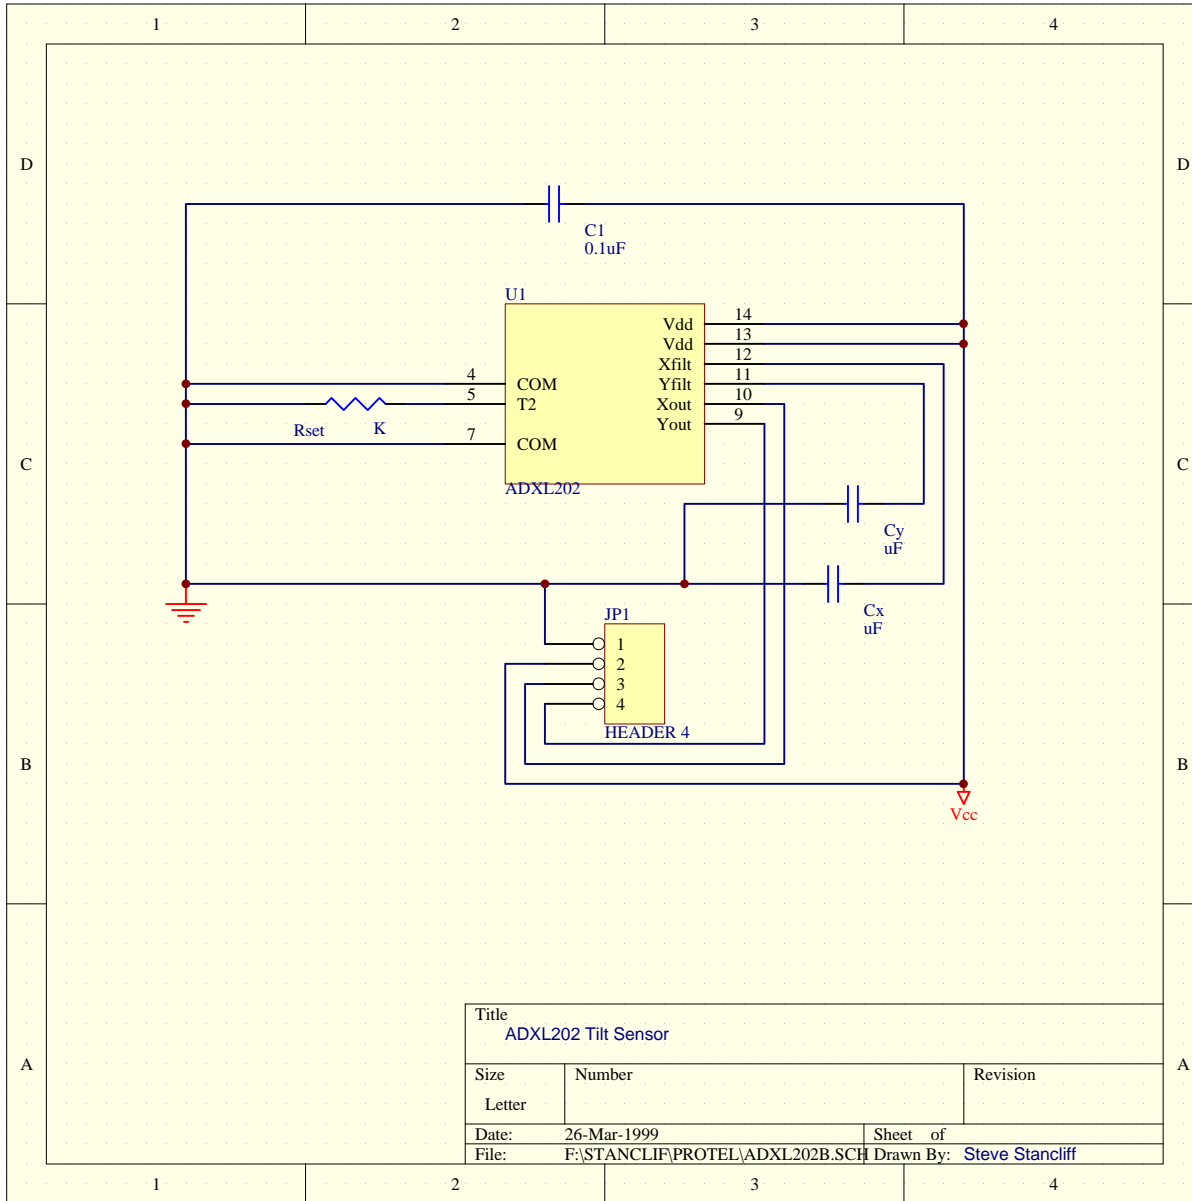 1 2 3 4
D D
C1
0.1uF
U1
Vdd 14
Vdd 13
Xfilt 12
4 COM Yfilt 11
5 T2 Xout 10
Rset K Yout 9
7 COM
C C
ADXL202
Cy
uF
Cx
uF
JP1
1
2
3
4
HEADER 4
B B
Vcc
Title
ADXL202 Tilt Sensor
A A
Size Number Revision
Letter
Date: 26-Mar-1999 Sheet of
File: F:\STANCLIF\PROTEL\ADXL202B.SCH Drawn By: Steve Stancliff
1 2 3 4